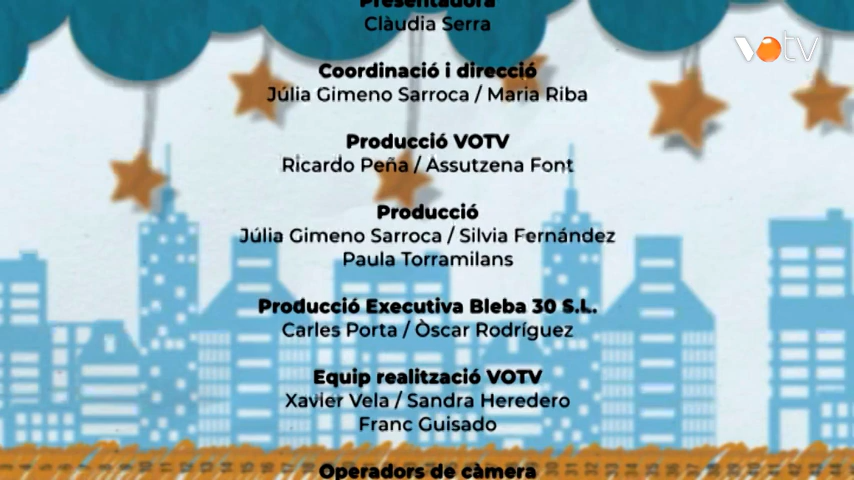 Presentadora
Clàudia Serra
votv
Coordinació i direcció
Júlia Gimeno Sarroca / Maria Riba
Producció VOTV
Ricardo Peña / Assutzena Font
Producció
Júlia Gimeno Sarroca / Silvia Fernández
Paula Torramilans
Producció Executiva Bleba 30 S.L.
Carles Porta / Òscar Rodríguez
Equip realització VOTV
Xavier Vela / Sandra Heredero
Franc Guisado
Operadors de càmera